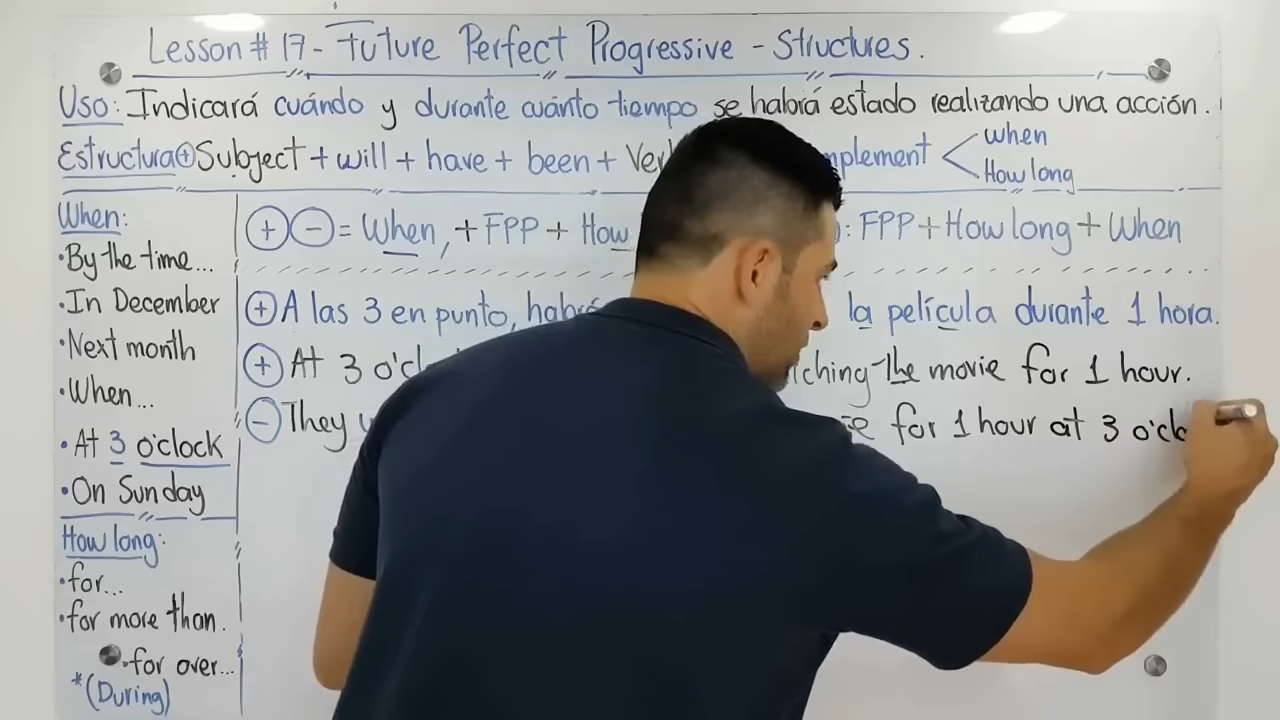 Lesson # 17 - Future Perfect Progressive - Structures.
Uso: Indicará cuándo y durante cuánto tiempo se habrá estado realizando una acción.
Estructura ⊕ Subject + will + have + been +
when
How long
When:
• By the time...
• In December
• Next month
• When...
• At 3 o'clock
• On Sunday
How long:
• for...
• for more than.
• for over...
* (During)
⊕ ⊖ = When, + FPP + How : FPP + How long + When
⊕ A las 3 en punto, la película durante 1 hora.
⊕ At 3 the movie for 1 hour.
⊖ They for 1 hour at 3